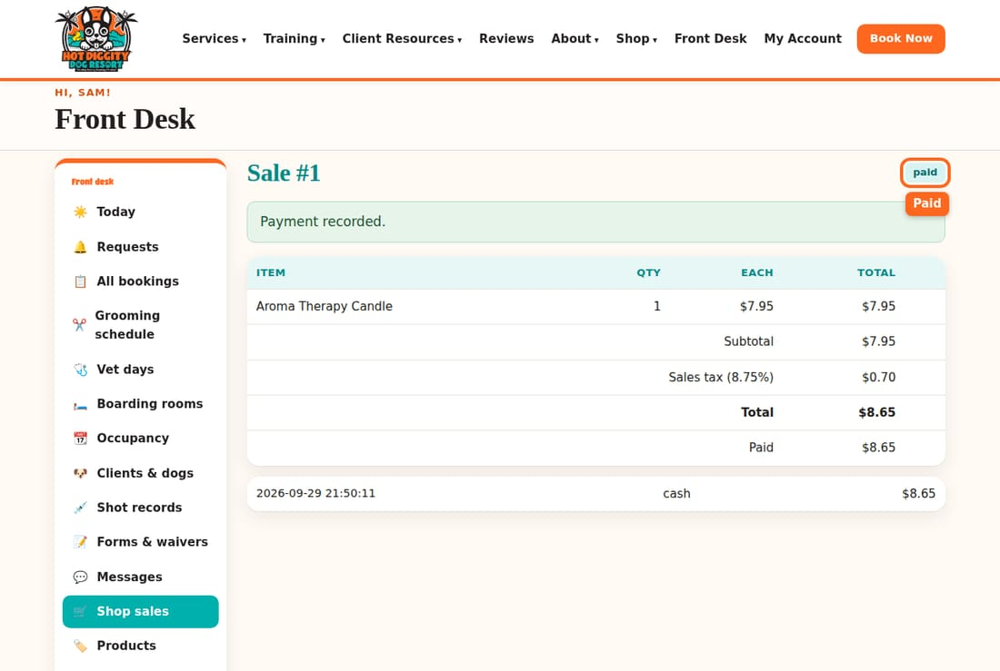 HOT DIGGITY
DOG RESORT
Services ▾
Training ▾
Client Resources ▾
Reviews
About ▾
Shop ▾
Front Desk
My Account
Book Now
HI, SAM!
Front Desk
Front desk
Today
Requests
All bookings
Grooming
schedule
Vet days
Boarding rooms
Occupancy
Clients & dogs
Shot records
Forms & waivers
Messages
Shop sales
Products
Sale #1
paid
Paid
Payment recorded.
ITEM QTY EACH TOTAL
Aroma Therapy Candle 1 $7.95 $7.95
Subtotal $7.95
Sales tax (8.75%) $0.70
Total $8.65
Paid $8.65
2026-09-29 21:50:11 cash $8.65